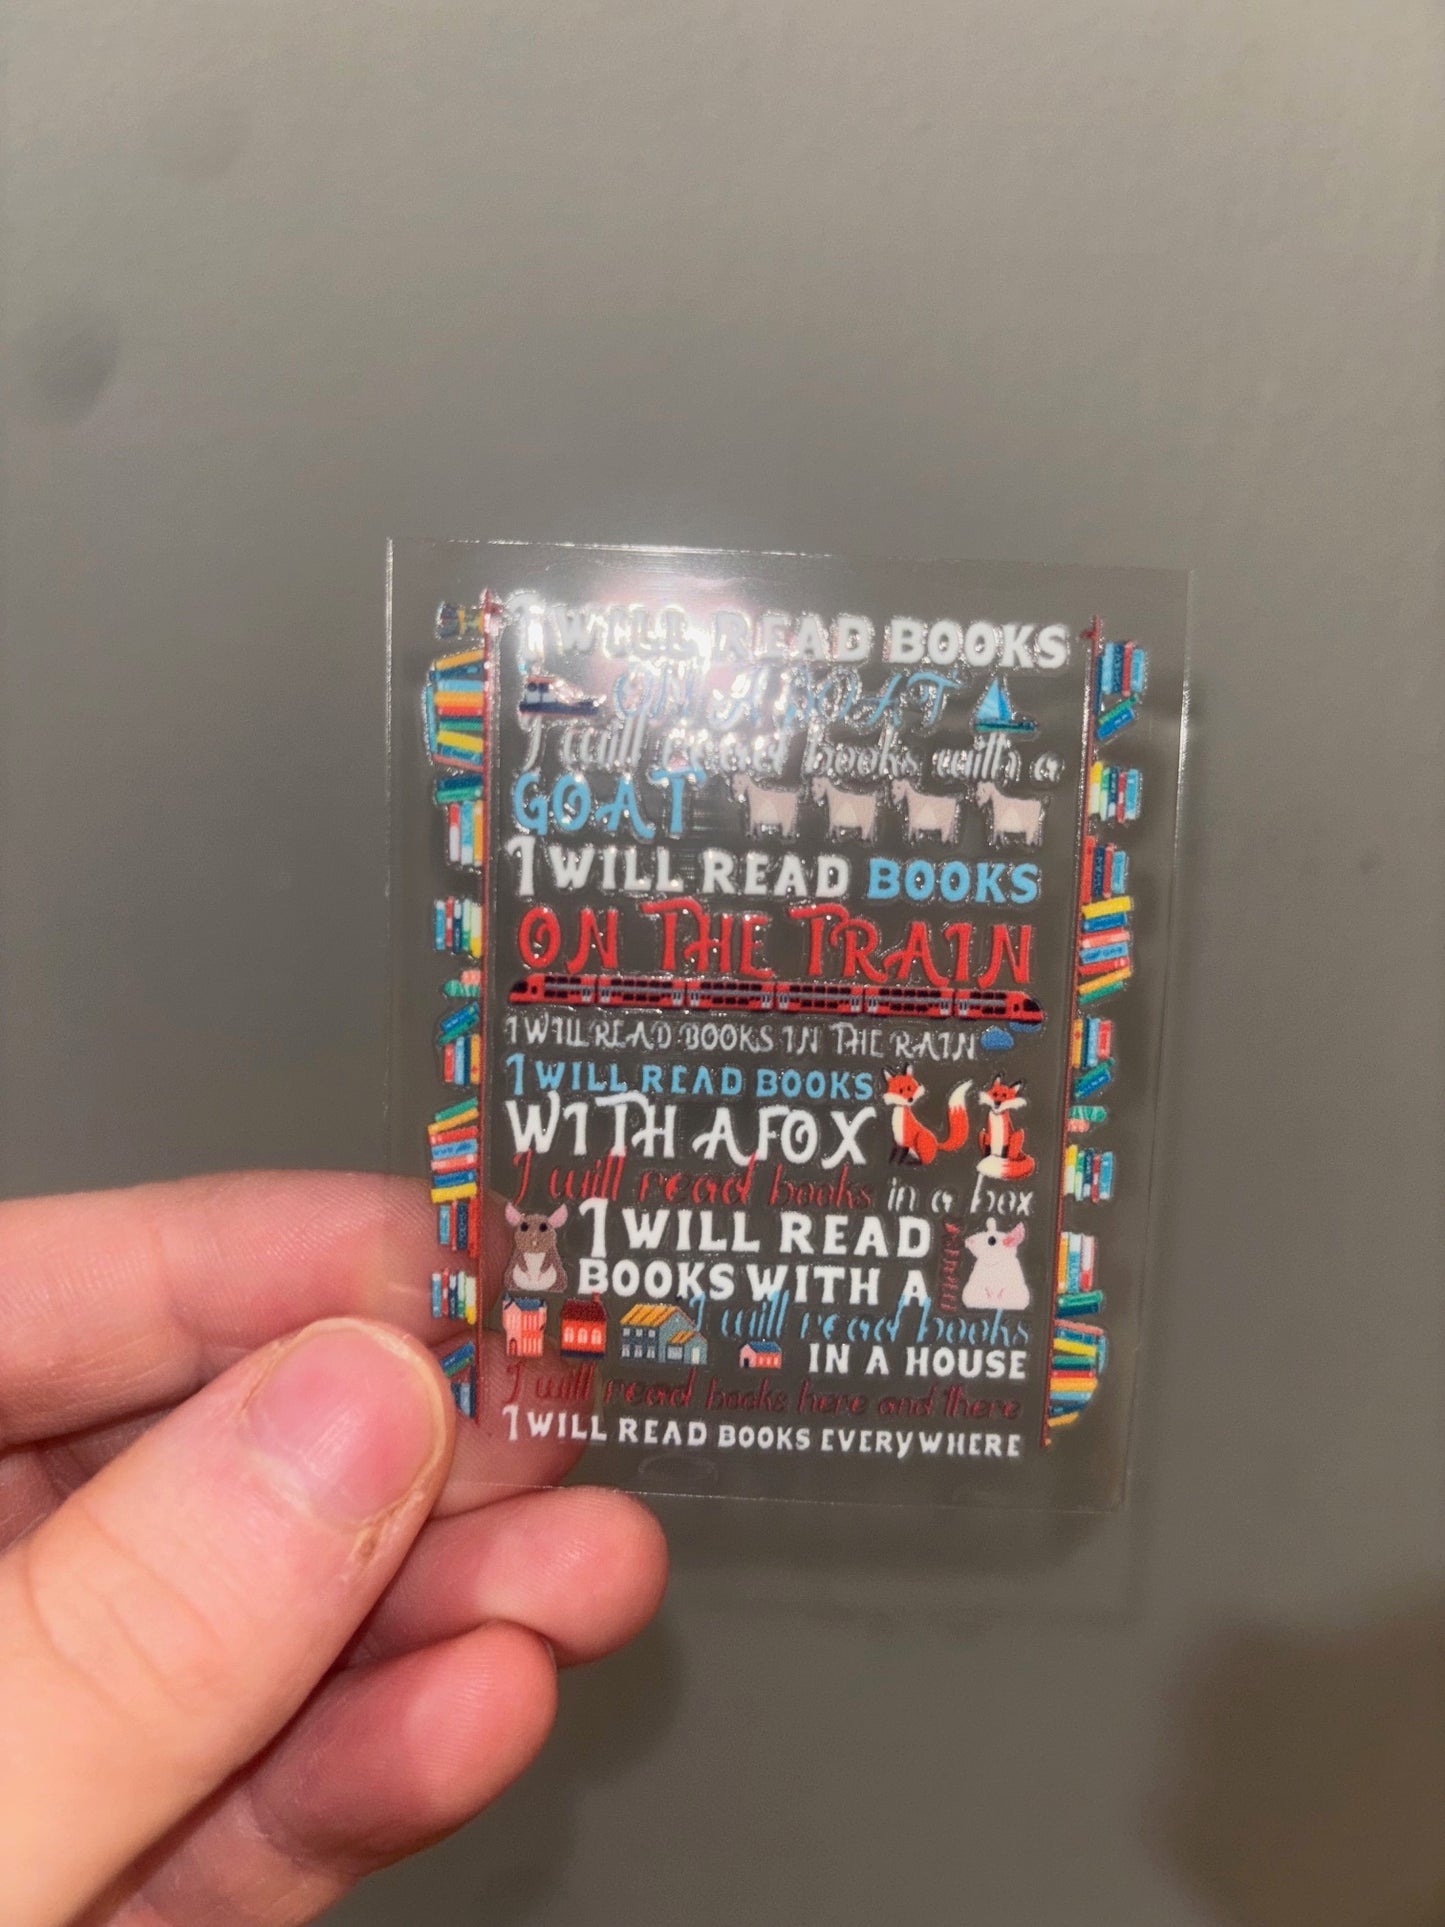 I WILL READ BOOKS
ON A BOAT
I will read books with a
GOAT
I WILL READ BOOKS
ON THE TRAIN
I WILL READ BOOKS IN THE RAIN
I WILL READ BOOKS
WITH A FOX
I will read books in a box
I WILL READ
BOOKS WITH A
I will read books
IN A HOUSE
I will read books here and there
I WILL READ BOOKS EVERYWHERE